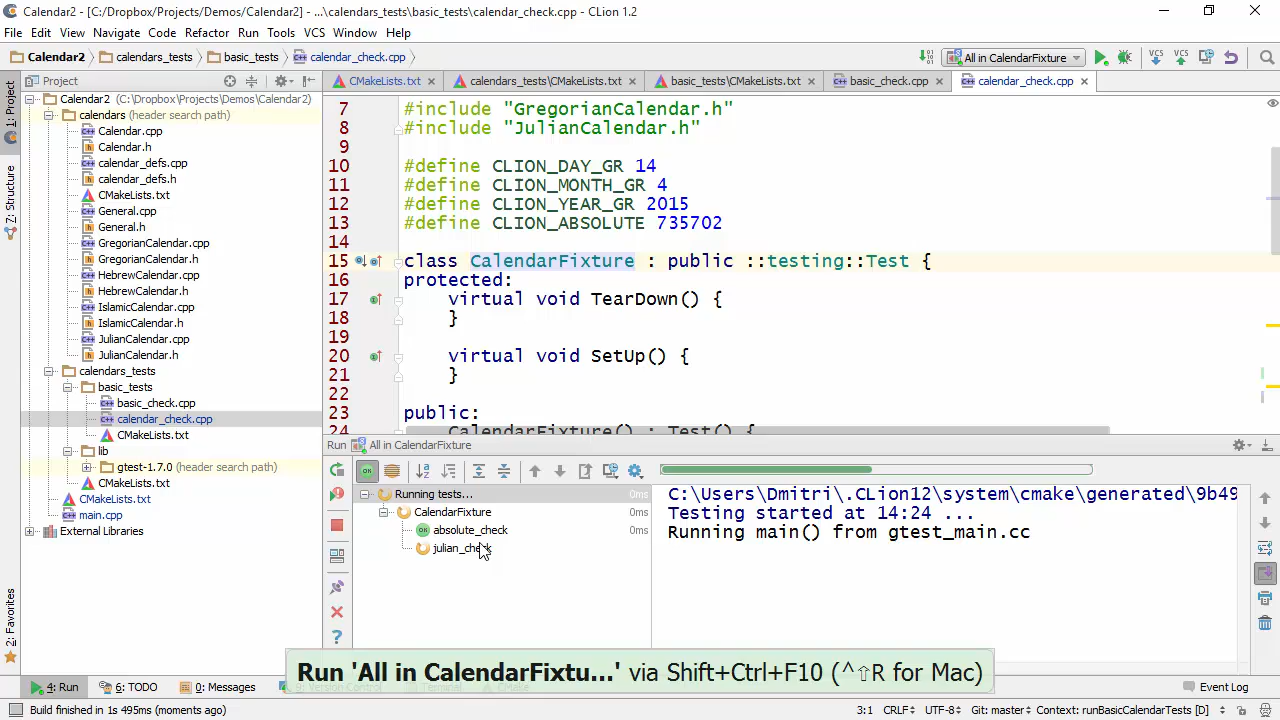 Calendar2 - [C:/Dropbox/Projects/Demos/Calendar2] - ...\calendars_tests\basic_tests\calendar_check.cpp - CLion 1.2
File Edit View Navigate Code Refactor Run Tools VCS Window Help
Calendar2 calendars_tests basic_tests calendar_check.cpp All in CalendarFixture VCS VCS
1: Project
7: Structure
2: Favorites
Project
Calendar2 (C:\Dropbox\Projects\Demos\Calendar2)
calendars (header search path)
Calendar.cpp
Calendar.h
calendar_defs.cpp
calendar_defs.h
CMakeLists.txt
General.cpp
General.h
GregorianCalendar.cpp
GregorianCalendar.h
HebrewCalendar.cpp
HebrewCalendar.h
IslamicCalendar.cpp
IslamicCalendar.h
JulianCalendar.cpp
JulianCalendar.h
calendars_tests
basic_tests
basic_check.cpp
calendar_check.cpp
CMakeLists.txt
lib
gtest-1.7.0 (header search path)
CMakeLists.txt
CMakeLists.txt
main.cpp
External Libraries
CMakeLists.txt calendars_tests\CMakeLists.txt basic_tests\CMakeLists.txt basic_check.cpp calendar_check.cpp
7 #include "GregorianCalendar.h"
8 #include "JulianCalendar.h"
9
10 #define CLION_DAY_GR 14
11 #define CLION_MONTH_GR 4
12 #define CLION_YEAR_GR 2015
13 #define CLION_ABSOLUTE 735702
14
15 class CalendarFixture : public ::testing::Test {
16 protected:
17 virtual void TearDown() {
18 }
19
20 virtual void SetUp() {
21 }
22
23 public:
24 CalendarFixture() : Test() {
Run All in CalendarFixture
Running tests... 0ms
CalendarFixture 0ms
absolute_check 0ms
julian_check
C:\Users\Dmitri\.CLion12\system\cmake\generated\9b49
Testing started at 14:24 ...
Running main() from gtest_main.cc
Run 'All in CalendarFixtu...' via Shift+Ctrl+F10 (^⇧R for Mac)
4: Run 6: TODO 0: Messages 9: Version Control Terminal CMake Event Log
Build finished in 1s 495ms (moments ago) 3:1 CRLF UTF-8 Git: master Context: runBasicCalendarTests [D]